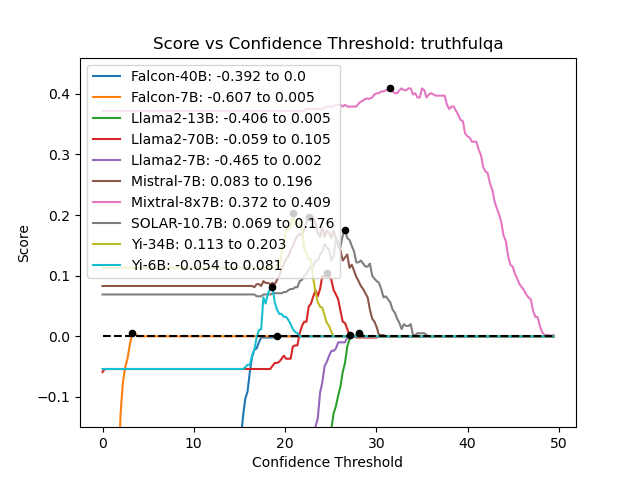 Score vs Confidence Threshold: truthfulqa
Falcon-40B: -0.392 to 0.0
Falcon-7B: -0.607 to 0.005
Llama2-13B: -0.406 to 0.005
Llama2-70B: -0.059 to 0.105
Llama2-7B: -0.465 to 0.002
Mistral-7B: 0.083 to 0.196
Mixtral-8x7B: 0.372 to 0.409
SOLAR-10.7B: 0.069 to 0.176
Yi-34B: 0.113 to 0.203
Yi-6B: -0.054 to 0.081
Score
0.4
0.3
0.2
0.1
0.0
−0.1
0 10 20 30 40 50
Confidence Threshold